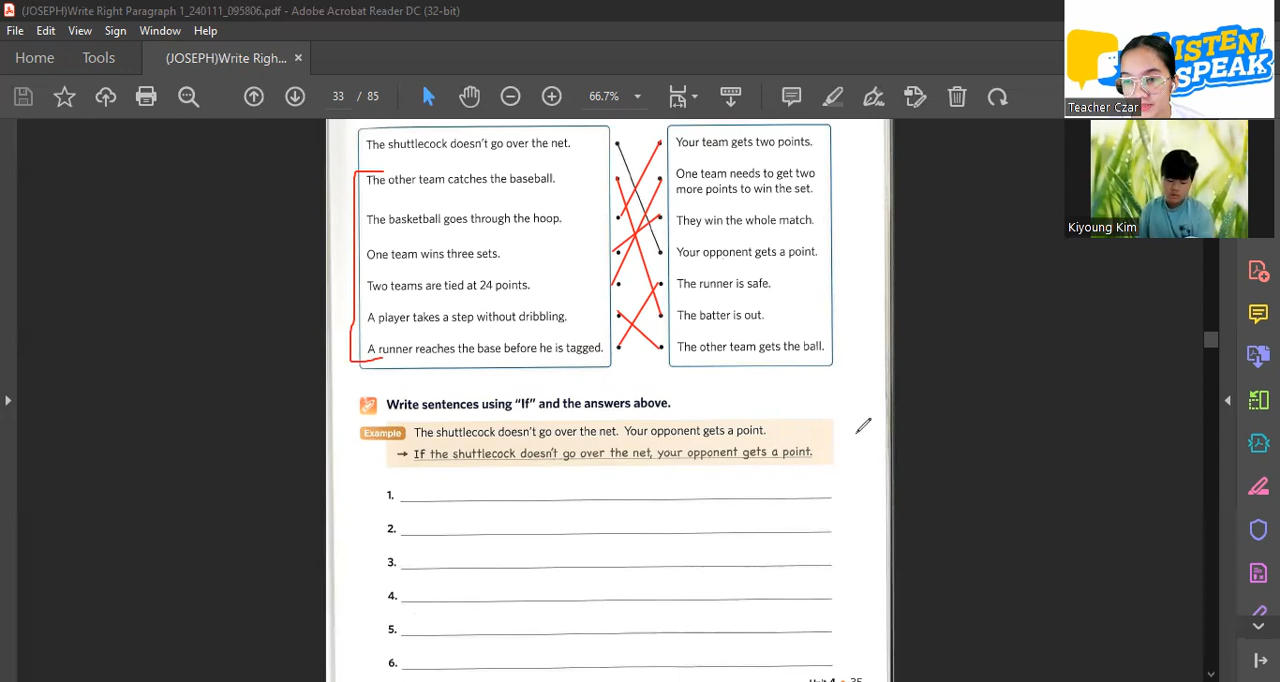 (JOSEPH)Write Right Paragraph 1_240111_095806.pdf - Adobe Acrobat Reader DC (32-bit)
File Edit View Sign Window Help
Home Tools (JOSEPH)Write Righ... ×
33 / 85 66.7%
LISTEN
SPEAK
Teacher Czar
Kiyoung Kim
The shuttlecock doesn't go over the net.
The other team catches the baseball.
The basketball goes through the hoop.
One team wins three sets.
Two teams are tied at 24 points.
A player takes a step without dribbling.
A runner reaches the base before he is tagged.
Your team gets two points.
One team needs to get two
more points to win the set.
They win the whole match.
Your opponent gets a point.
The runner is safe.
The batter is out.
The other team gets the ball.
Write sentences using "If" and the answers above.
Example The shuttlecock doesn't go over the net. Your opponent gets a point.
→ If the shuttlecock doesn't go over the net, your opponent gets a point.
1.
2.
3.
4.
5.
6.
Unit 4 • 35